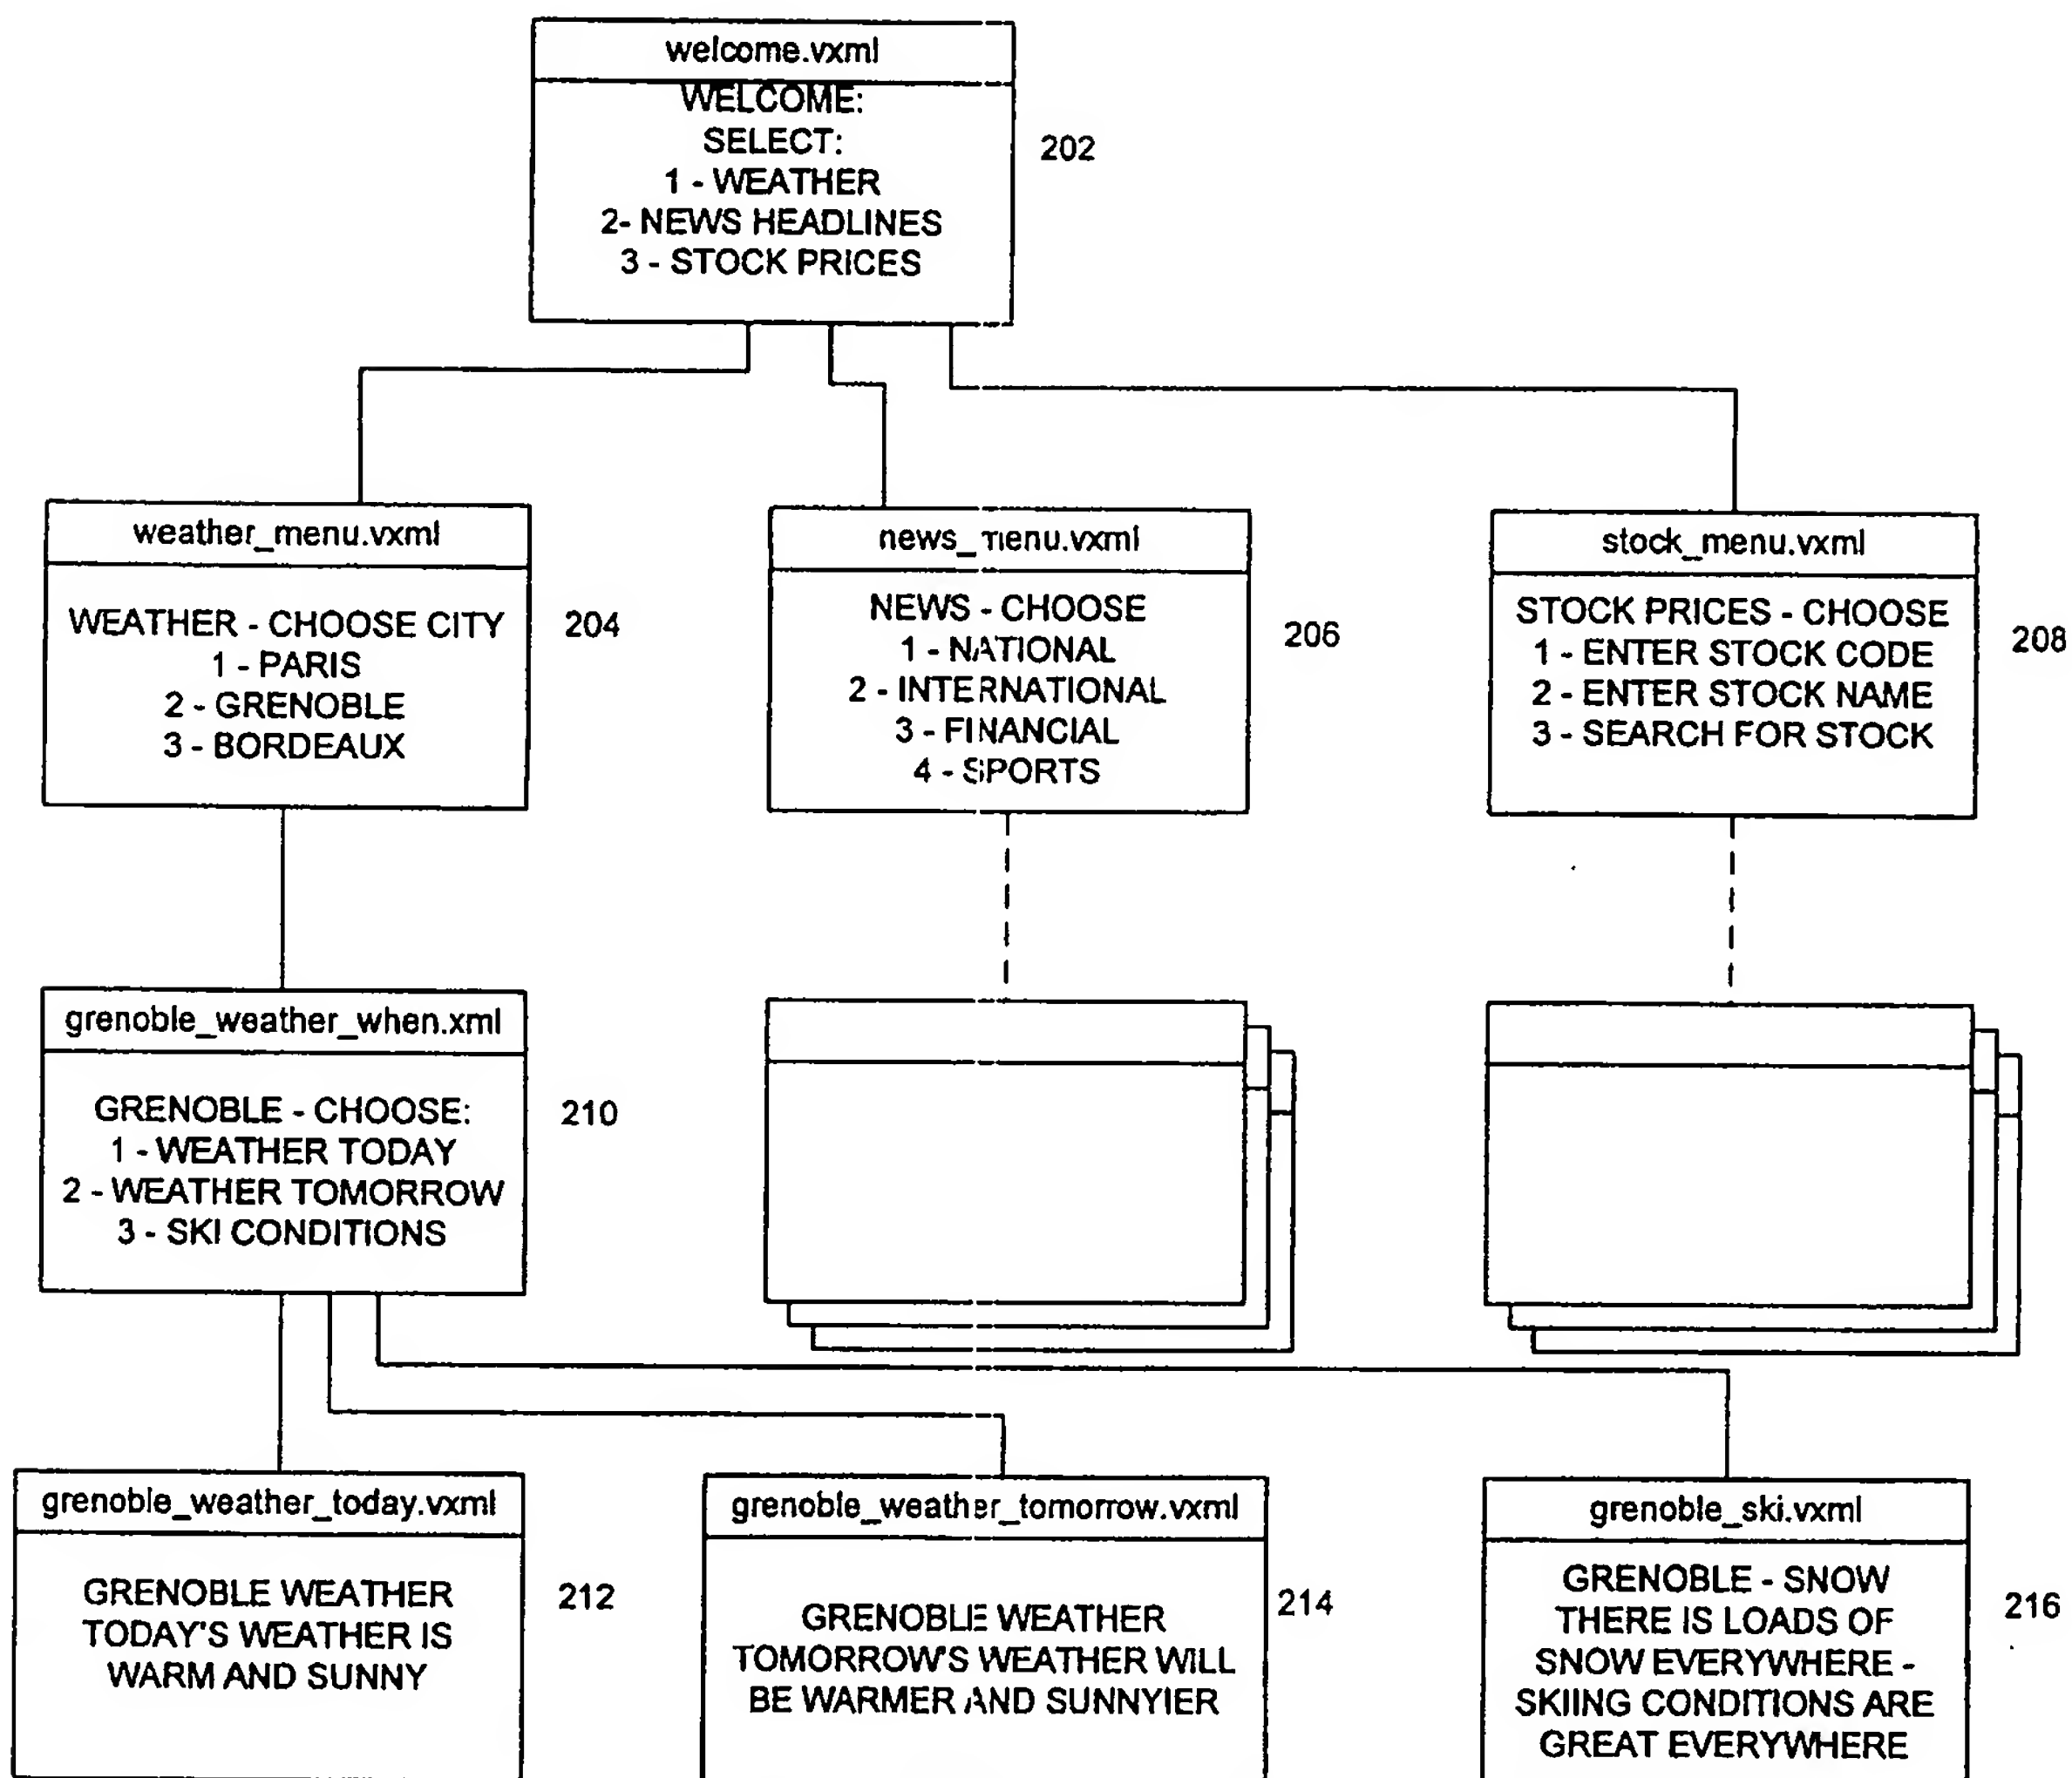 welcome.vxml
WELCOME:
SELECT:
1 - WEATHER
2- NEWS HEADLINES
3 - STOCK PRICES
202
weather_menu.vxml
WEATHER - CHOOSE CITY
1 - PARIS
2 - GRENOBLE
3 - BORDEAUX
204
news_menu.vxml
NEWS - CHOOSE
1 - NATIONAL
2 - INTERNATIONAL
3 - FINANCIAL
4 - SPORTS
206
stock_menu.vxml
STOCK PRICES - CHOOSE
1 - ENTER STOCK CODE
2 - ENTER STOCK NAME
3 - SEARCH FOR STOCK
208
grenoble_weather_when.xml
GRENOBLE - CHOOSE:
1 - WEATHER TODAY
2 - WEATHER TOMORROW
3 - SKI CONDITIONS
210
grenoble_weather_today.vxml
GRENOBLE WEATHER
TODAY'S WEATHER IS
WARM AND SUNNY
212
grenoble_weather_tomorrow.vxml
GRENOBLE WEATHER
TOMORROW'S WEATHER WILL
BE WARMER AND SUNNYIER
214
grenoble_ski.vxml
GRENOBLE - SNOW
THERE IS LOADS OF
SNOW EVERYWHERE -
SKIING CONDITIONS ARE
GREAT EVERYWHERE
216